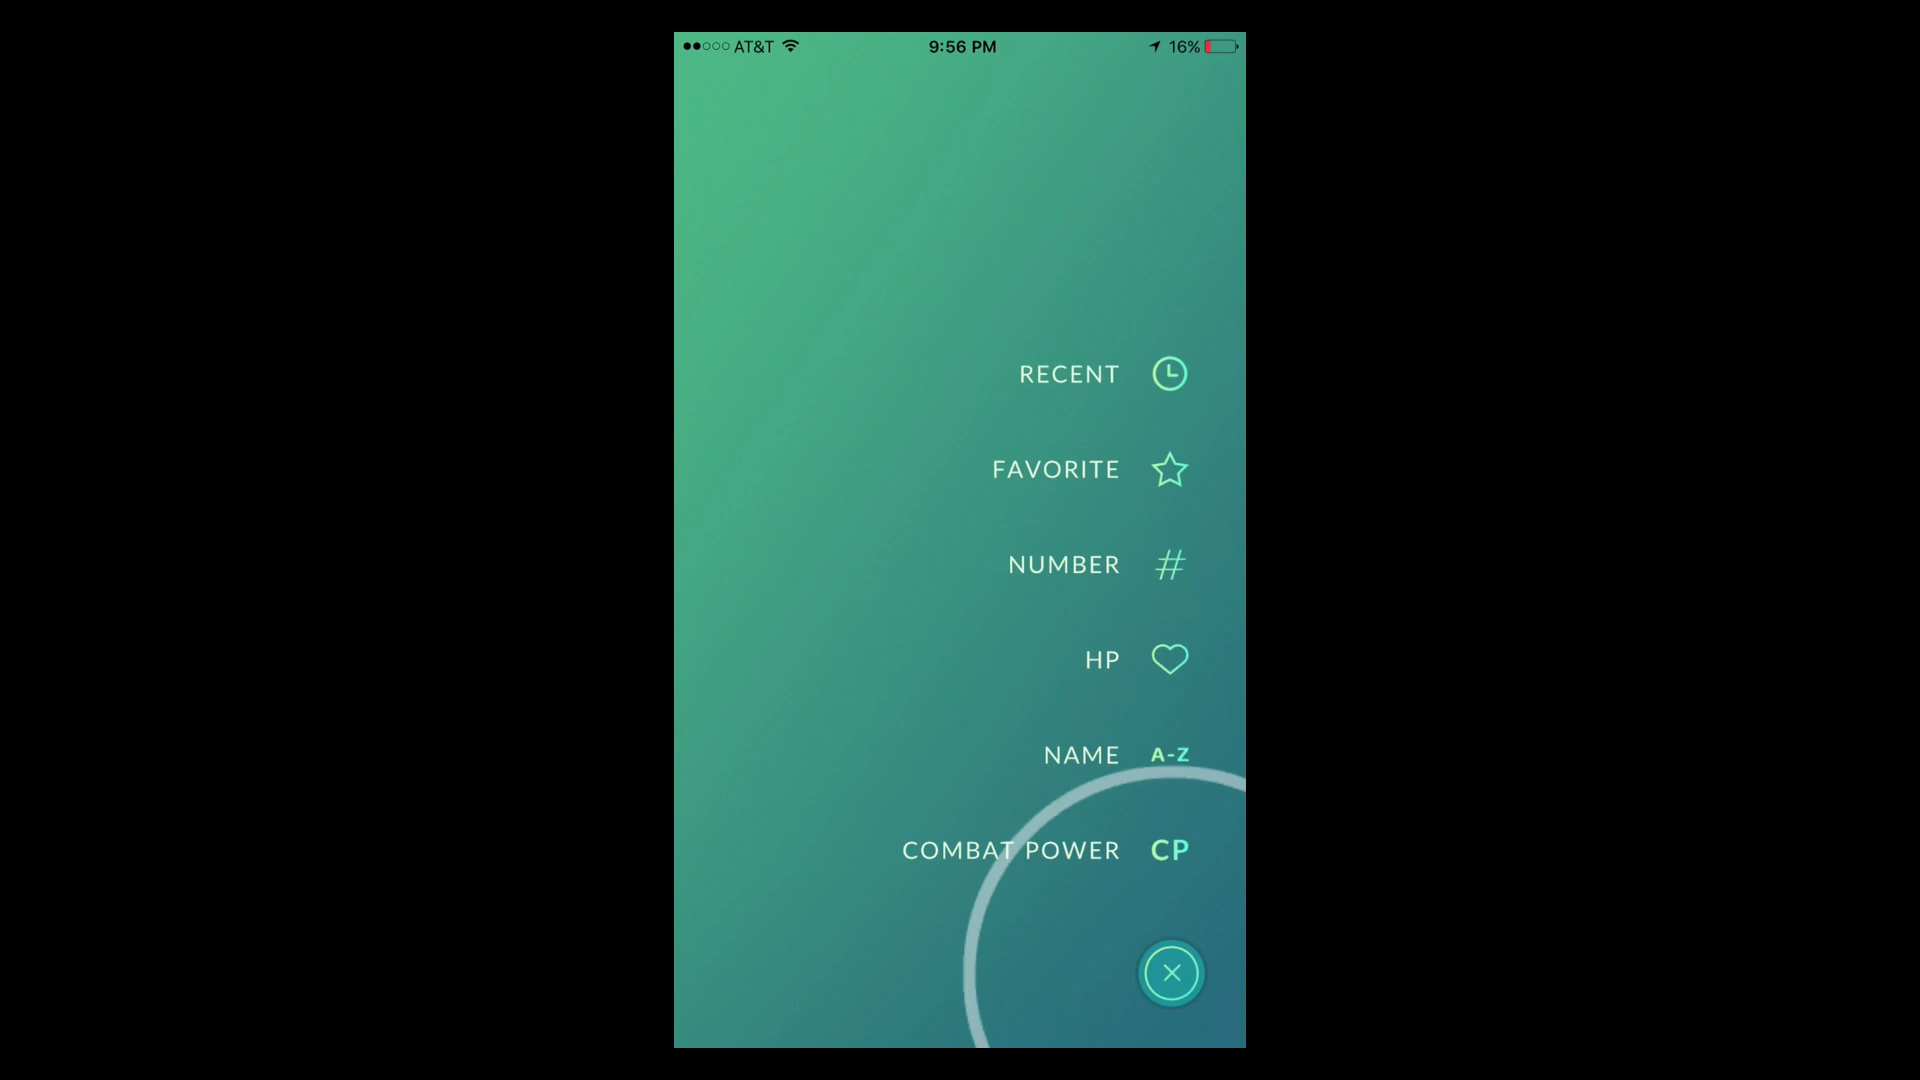 AT&T 9:56 PM 16%
RECENT
FAVORITE
NUMBER #
HP
NAME A-Z
COMBAT POWER CP